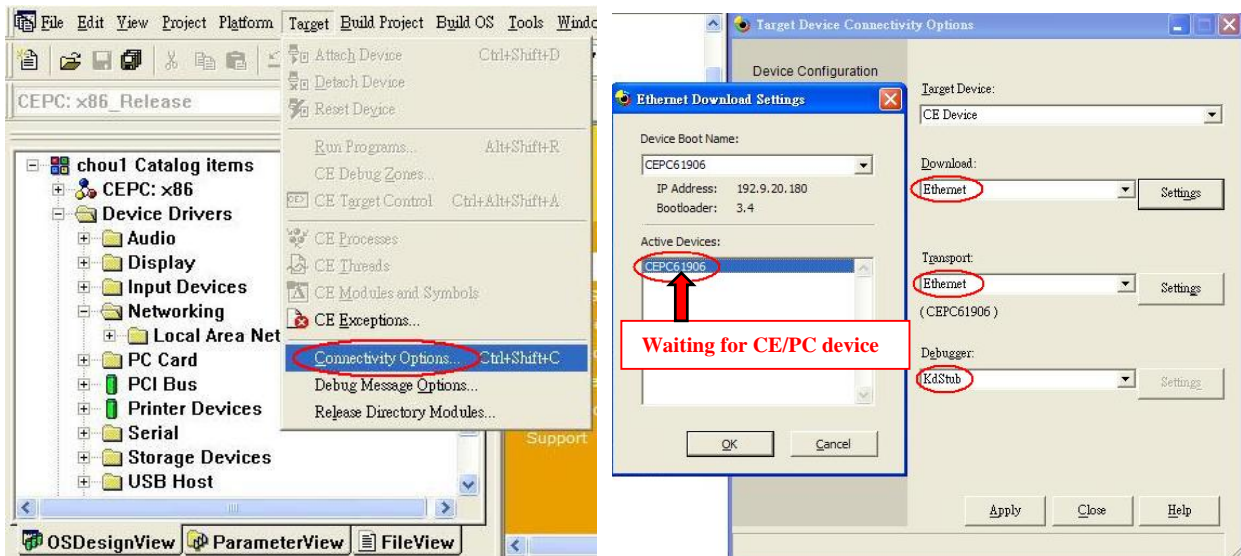 File Edit View Project Platform Target Build Project Build OS Tools
CEPC: x86_Release
Attach Device Ctrl+Shift+D
Detach Device
Reset Device
Run Programs... Alt+Shift+R
CE Debug Zones...
CE Target Control Ctrl+Alt+Shift+A
CE Processes
CE Threads
CE Modules and Symbols
CE Exceptions...
Connectivity Options... Ctrl+Shift+C
Debug Message Options...
Release Directory Modules...
chou1 Catalog items
CEPC: x86
Device Drivers
Audio
Display
Input Devices
Networking
Local Area Net
PC Card
PCI Bus
Printer Devices
Serial
Storage Devices
USB Host
Support
OSDesignView ParameterView FileView
Target Device Connectivity Options
Device Configuration
Target Device:
CE Device
Download:
Ethernet Settings
Transport:
Ethernet Settings
(CEPC61906 )
Debugger:
KdStub Settings
Apply Close Help
Ethernet Download Settings
Device Boot Name:
CEPC61906
IP Address: 192.9.20.180
Bootloader: 3.4
Active Devices:
CEPC61906
Waiting for CE/PC device
OK Cancel